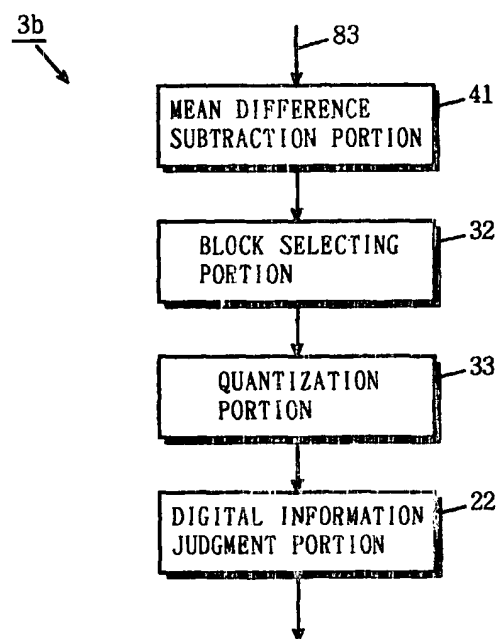 3b
83
MEAN DIFFERENCE
SUBTRACTION PORTION
41
BLOCK SELECTING
PORTION
32
QUANTIZATION
PORTION
33
DIGITAL INFORMATION
JUDGMENT PORTION
22